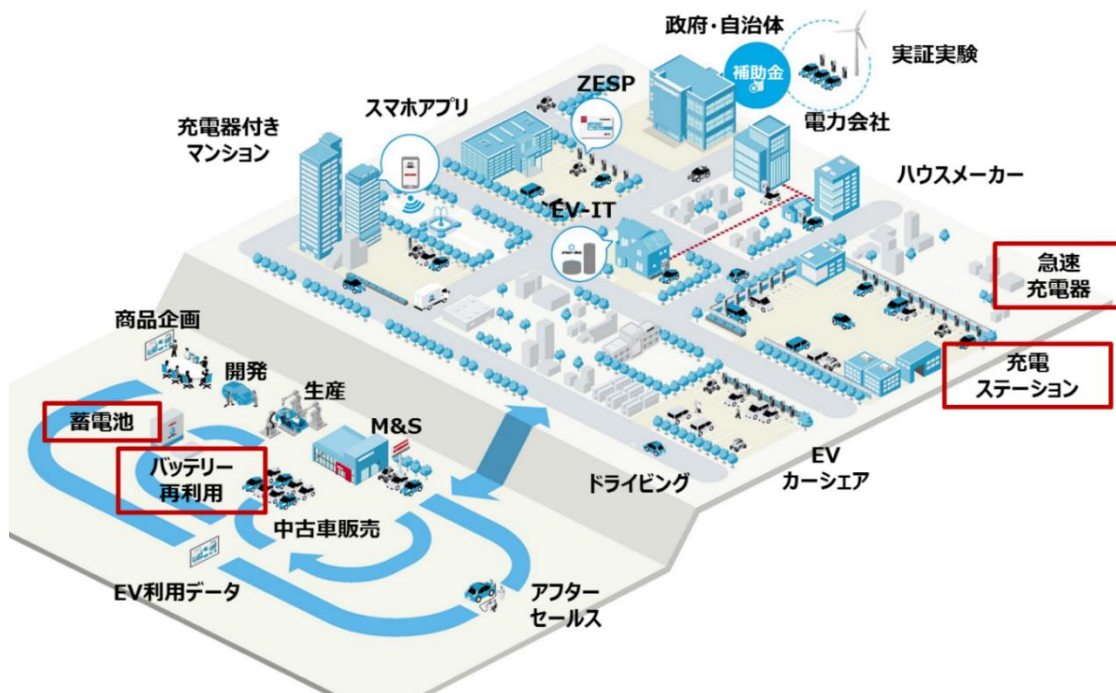 政府・自治体
補助金
実証実験
ZESP
電力会社
スマホアプリ
充電器付き
マンション
ハウスメーカー
EV-IT
急速
充電器
充電
ステーション
商品企画
開発
生産
蓄電池
M&S
バッテリー
再利用
EV
カーシェア
ドライビング
中古車販売
EV利用データ
アフター
セールス